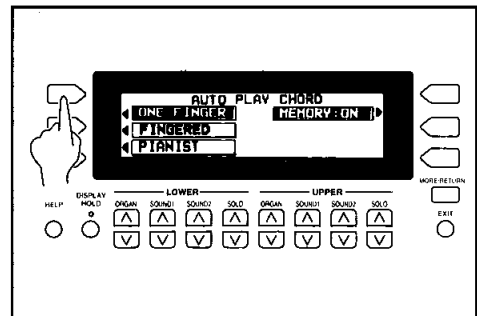 AUTO PLAY CHORD
ONE FINGER MEMORY:ON
FINGERED
PIANIST
MORE·RETURN
LOWER UPPER
HELP DISPLAY HOLD ORGAN SOUND1 SOUND2 SOLO ORGAN SOUND1 SOUND2 SOLO EXIT